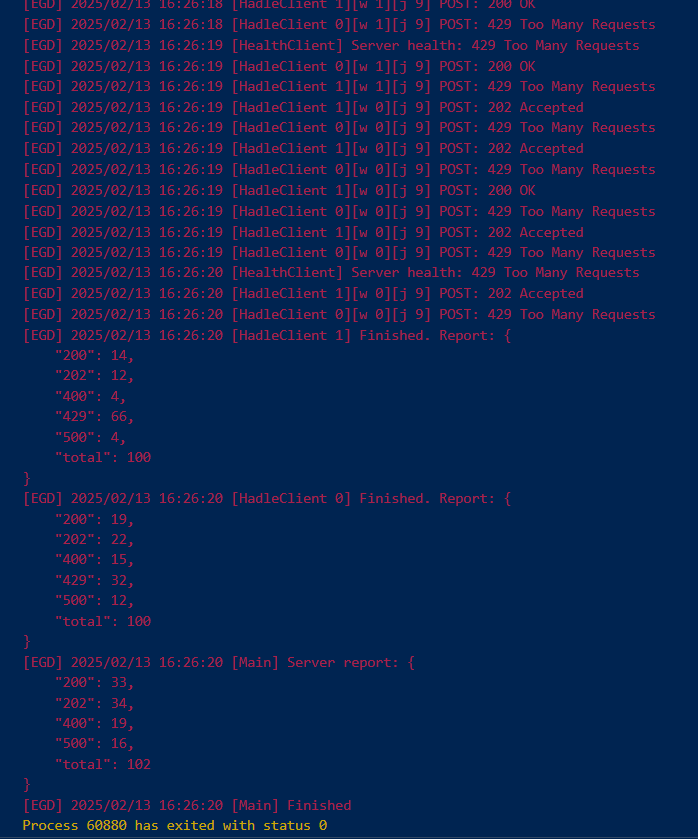 [EGD] 2025/02/13 16:26:18 [HadleClient 1][w 1][j 9] POST: 200 OK
[EGD] 2025/02/13 16:26:18 [HadleClient 0][w 1][j 9] POST: 429 Too Many Requests
[EGD] 2025/02/13 16:26:19 [HealthClient] Server health: 429 Too Many Requests
[EGD] 2025/02/13 16:26:19 [HadleClient 0][w 1][j 9] POST: 200 OK
[EGD] 2025/02/13 16:26:19 [HadleClient 1][w 1][j 9] POST: 429 Too Many Requests
[EGD] 2025/02/13 16:26:19 [HadleClient 1][w 0][j 9] POST: 202 Accepted
[EGD] 2025/02/13 16:26:19 [HadleClient 0][w 0][j 9] POST: 429 Too Many Requests
[EGD] 2025/02/13 16:26:19 [HadleClient 1][w 0][j 9] POST: 202 Accepted
[EGD] 2025/02/13 16:26:19 [HadleClient 0][w 0][j 9] POST: 429 Too Many Requests
[EGD] 2025/02/13 16:26:19 [HadleClient 1][w 0][j 9] POST: 200 OK
[EGD] 2025/02/13 16:26:19 [HadleClient 0][w 0][j 9] POST: 429 Too Many Requests
[EGD] 2025/02/13 16:26:19 [HadleClient 1][w 0][j 9] POST: 202 Accepted
[EGD] 2025/02/13 16:26:19 [HadleClient 0][w 0][j 9] POST: 429 Too Many Requests
[EGD] 2025/02/13 16:26:20 [HealthClient] Server health: 429 Too Many Requests
[EGD] 2025/02/13 16:26:20 [HadleClient 1][w 0][j 9] POST: 202 Accepted
[EGD] 2025/02/13 16:26:20 [HadleClient 0][w 0][j 9] POST: 429 Too Many Requests
[EGD] 2025/02/13 16:26:20 [HadleClient 1] Finished. Report: {
"200": 14,
"202": 12,
"400": 4,
"429": 66,
"500": 4,
"total": 100
}
[EGD] 2025/02/13 16:26:20 [HadleClient 0] Finished. Report: {
"200": 19,
"202": 22,
"400": 15,
"429": 32,
"500": 12,
"total": 100
}
[EGD] 2025/02/13 16:26:20 [Main] Server report: {
"200": 33,
"202": 34,
"400": 19,
"500": 16,
"total": 102
}
[EGD] 2025/02/13 16:26:20 [Main] Finished
Process 60880 has exited with status 0